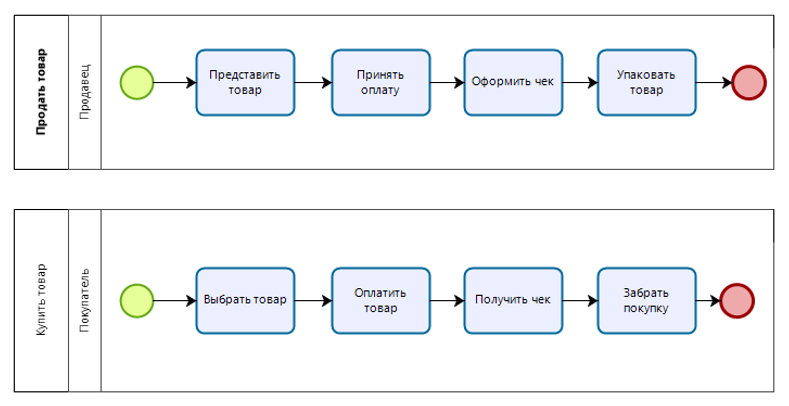 Продать товар
Продавец
Представить
товар
Принять
оплату
Оформить чек
Упаковать
товар
Купить товар
Покупатель
Выбрать товар
Оплатить
товар
Получить чек
Забрать
покупку